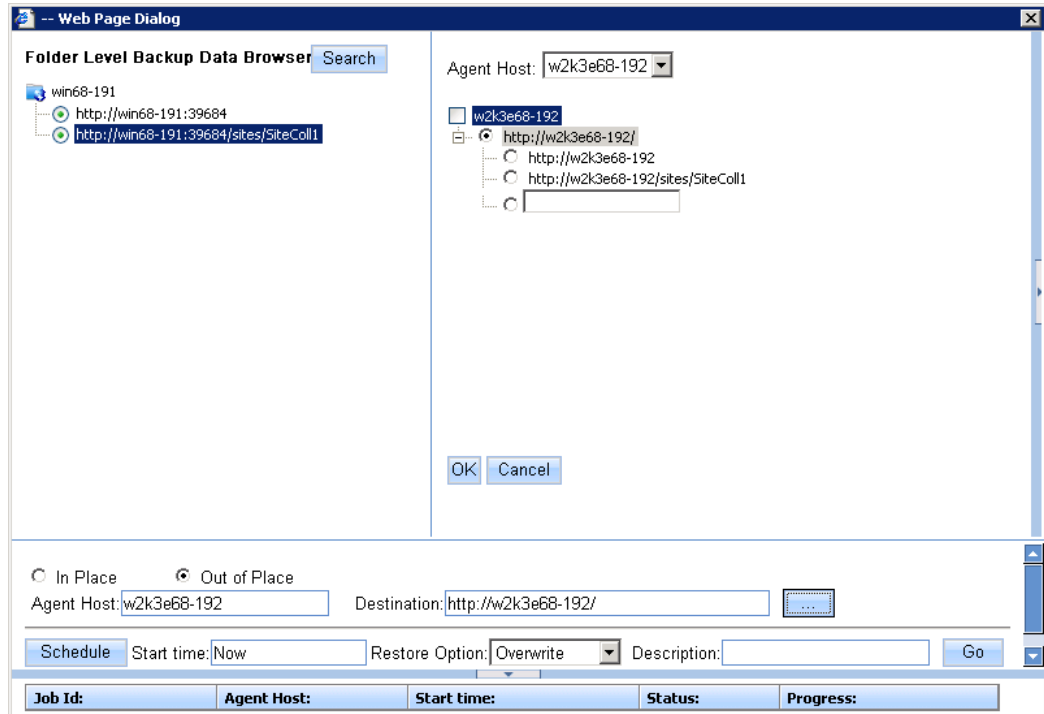 -- Web Page Dialog
Folder Level Backup Data Browser Search
win68-191
http://win68-191:39684
http://win68-191:39684/sites/SiteColl1
Agent Host: w2k3e68-192
w2k3e68-192
http://w2k3e68-192/
http://w2k3e68-192
http://w2k3e68-192/sites/SiteColl1
OK Cancel
In Place Out of Place
Agent Host: w2k3e68-192 Destination: http://w2k3e68-192/ ...
Schedule Start time: Now Restore Option: Overwrite Description: Go
Job Id: Agent Host: Start time: Status: Progress: